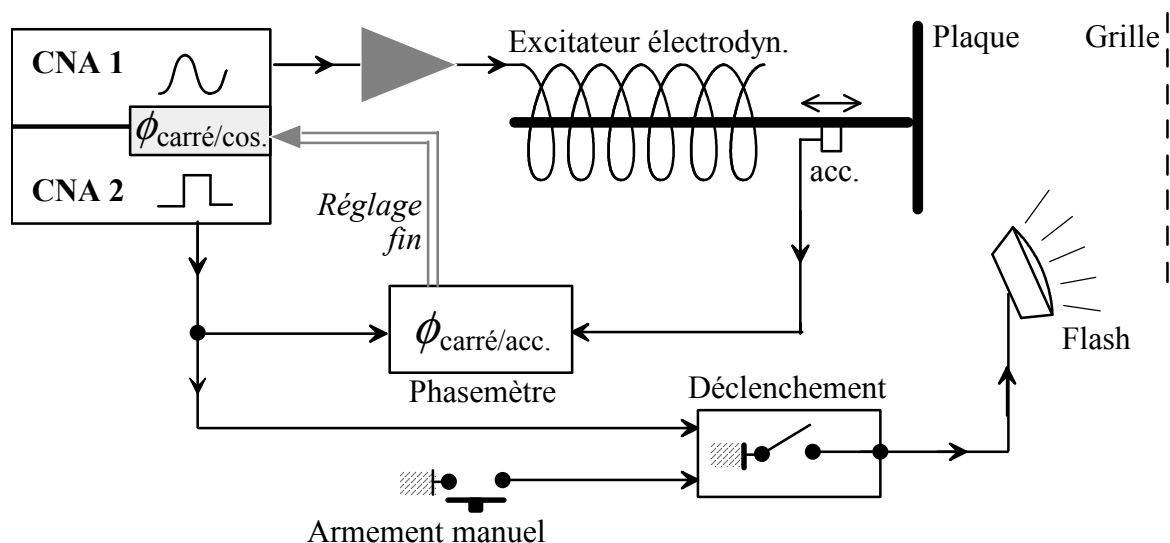 CNA 1
ϕcarré/cos.
CNA 2
Excitateur électrodyn.
Plaque
Grille
acc.
Réglage
fin
ϕcarré/acc.
Phasemètre
Flash
Déclenchement
Armement manuel